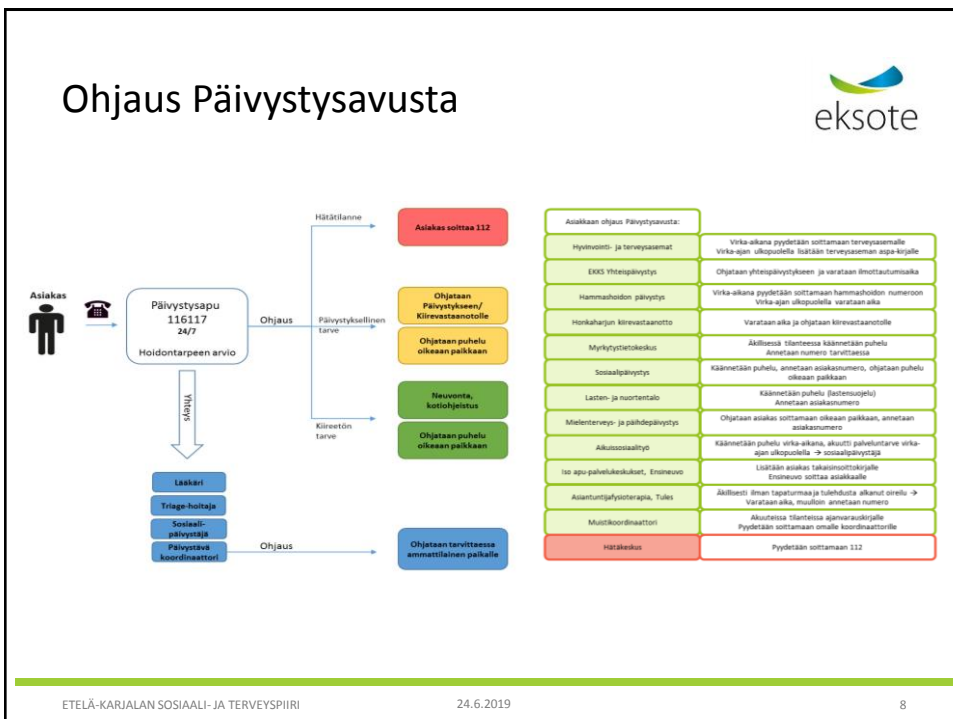 Ohjaus Päivystysavusta
eksote
Asiakas
Päivystysapu
116117
24/7
Hoidontarpeen arvio
Ohjaus
Hätätilanne
Päivystyksellinen
tarve
Kiireetön
tarve
Asiakas soittaa 112
Ohjataan
Päivystykseen/
Kiirevastaanotolle
Ohjataan puhelu
oikeaan paikkaan
Neuvonta,
kotiohjeistus
Ohjataan puhelu
oikeaan paikkaan
Yhteys
Lääkäri
Triage-hoitaja
Sosiaali-
päivystäjä
Päivystävä
koordinaattori
Ohjaus
Ohjataan tarvittaessa
ammattilainen paikalle
Asiakkaan ohjaus Päivystysavusta:
Hyvinvointi- ja terveysasemat
Virka-aikana pyydetään soittamaan terveysasemalle
Virka-ajan ulkopuolella lisätään terveysaseman aspa-kirjalle
EKKS Yhteispäivystys
Ohjataan yhteispäivystykseen ja varataan ilmottautumisaika
Hammashoidon päivystys
Virka-aikana pyydetään soittamaan hammashoidon numeroon
Virka-ajan ulkopuolella varataan aika
Honkaharjun kiirevastaanotto
Varataan aika ja ohjataan kiirevastaanotolle
Myrkytystietokeskus
Äkillisessä tilanteessa käännetään puhelu
Annetaan numero tarvittaessa
Sosiaalipäivystys
Käännetään puhelu, annetaan asiakasnumero, ohjataan puhelu
oikeaan paikkaan
Lasten- ja nuortentalo
Käännetään puhelu (lastensuojelu)
Annetaan asiakasnumero
Mielenterveys- ja päihdepäivystys
Ohjataan asiakas soittamaan oikeaan paikkaan, annetaan
asiakasnumero
Aikuissosiaalityö
Käännetään puhelu virka-aikana, akuutti palveluntarve virka-
ajan ulkopuolella → sosiaalipäivystäjä
Iso apu-palvelukeskukset, Ensineuvo
Lisätään asiakas takaisinsoittokirjalle
Ensineuvo soittaa asiakkaalle
Asiantuntijafysioterapia, Tules
Äkillisesti ilman tapaturmaa ja tulehdusta alkanut oireilu →
Varataan aika, muulloin annetaan numero
Muistikoordinaattori
Akuuteissa tilanteissa ajanvarauskirjalle
Pyydetään soittamaan omalle koordinaattorille
Hätäkeskus
Pyydetään soittamaan 112
ETELÄ-KARJALAN SOSIAALI- JA TERVEYSPIIRI
24.6.2019
8